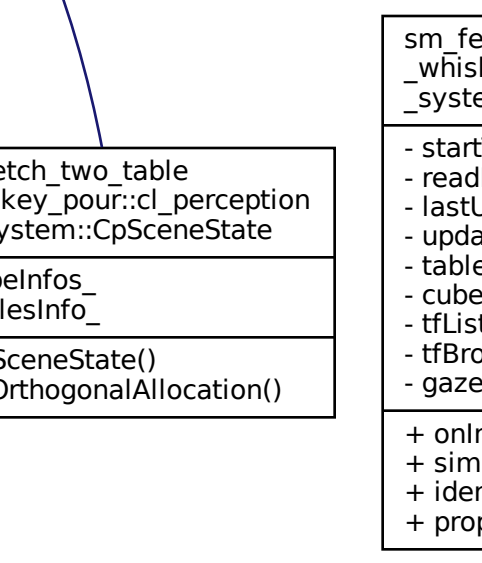 etch_two_table
key_pour::cl_perception
ystem::CpSceneState
beInfos_
lesInfo_
SceneState()
OrthogonalAllocation()
sm_fe
_whisk
_syste
- start
- read
- lastU
- upda
- table
- cube
- tfList
- tfBro
- gaze
+ onIn
+ sim
+ iden
+ prop